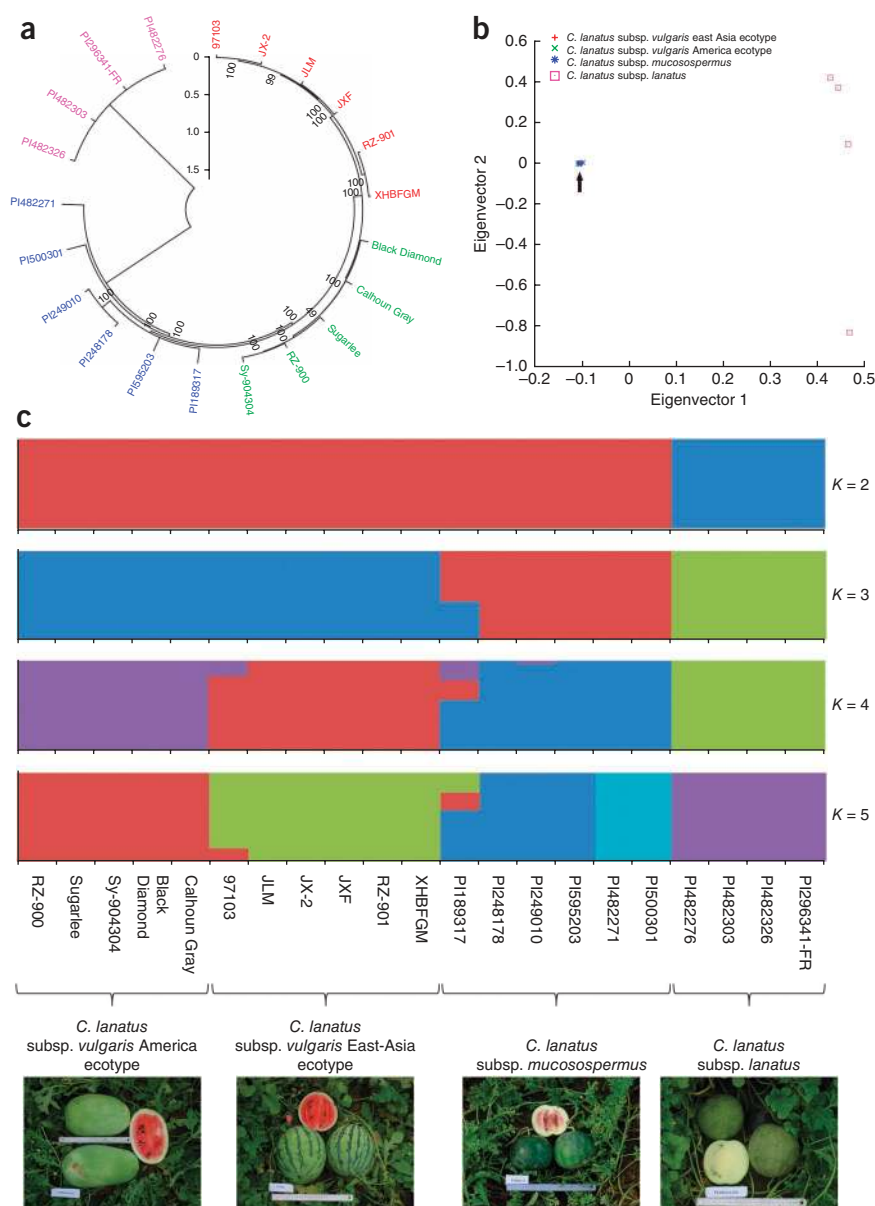 a
PI482276
PI296341-FR
PI482303
PI482326
PI482271
PI500301
PI249010
PI248178
PI595203
PI189317
Sy-904304
RZ-900
Sugarlee
Calhoun Gray
Black Diamond
XHBFGM
RZ-901
JXF
JLM
JX-2
97103
0
0.5
1.0
1.5
100
99
100
100
100
100
100
49
100
100
100
100
100
100
b
C. lanatus subsp. vulgaris east Asia ecotype
C. lanatus subsp. vulgaris America ecotype
C. lanatus subsp. mucosospermus
C. lanatus subsp. lanatus
0.6
0.4
0.2
0
−0.2
−0.4
−0.6
−0.8
−1.0
Eigenvector 2
−0.2
−0.1
0
0.1
0.2
0.3
0.4
0.5
Eigenvector 1
c
K = 2
K = 3
K = 4
K = 5
RZ-900
Sugarlee
Sy-904304
Black
Diamond
Calhoun Gray
97103
JLM
JX-2
JXF
RZ-901
XHBFGM
PI189317
PI248178
PI249010
PI595203
PI482271
PI500301
PI482276
PI482303
PI482326
PI296341-FR
C. lanatus
subsp. vulgaris America
ecotype
C. lanatus
subsp. vulgaris East-Asia
ecotype
C. lanatus
subsp. mucosospermus
C. lanatus
subsp. lanatus